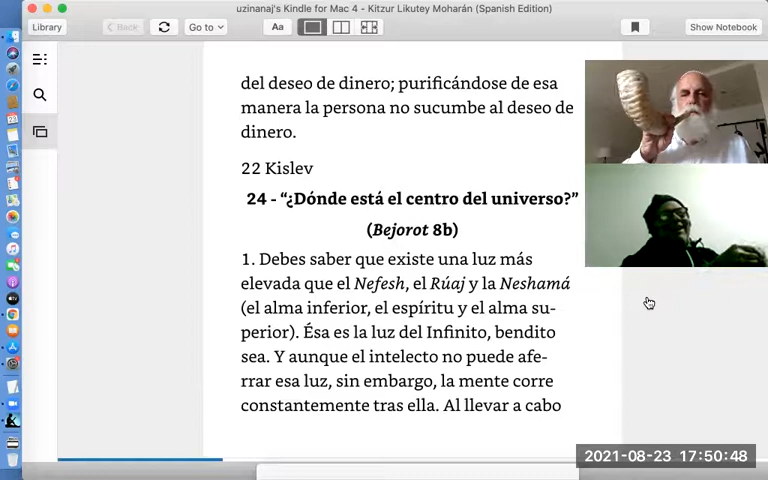 uzinanaj's Kindle for Mac 4 - Kitzur Likutey Moharán (Spanish Edition)
Library
Back
Go to
Aa
Show Notebook
del deseo de dinero; purificándose de esa
manera la persona no sucumbe al deseo de
dinero.
22 Kislev
24 - “¿Dónde está el centro del universo?”
(Bejorot 8b)
1. Debes saber que existe una luz más
elevada que el Nefesh, el Rúaj y la Neshamá
(el alma inferior, el espíritu y el alma su-
perior). Ésa es la luz del Infinito, bendito
sea. Y aunque el intelecto no puede afe-
rrar esa luz, sin embargo, la mente corre
constantemente tras ella. Al llevar a cabo
2021-08-23 17:50:48